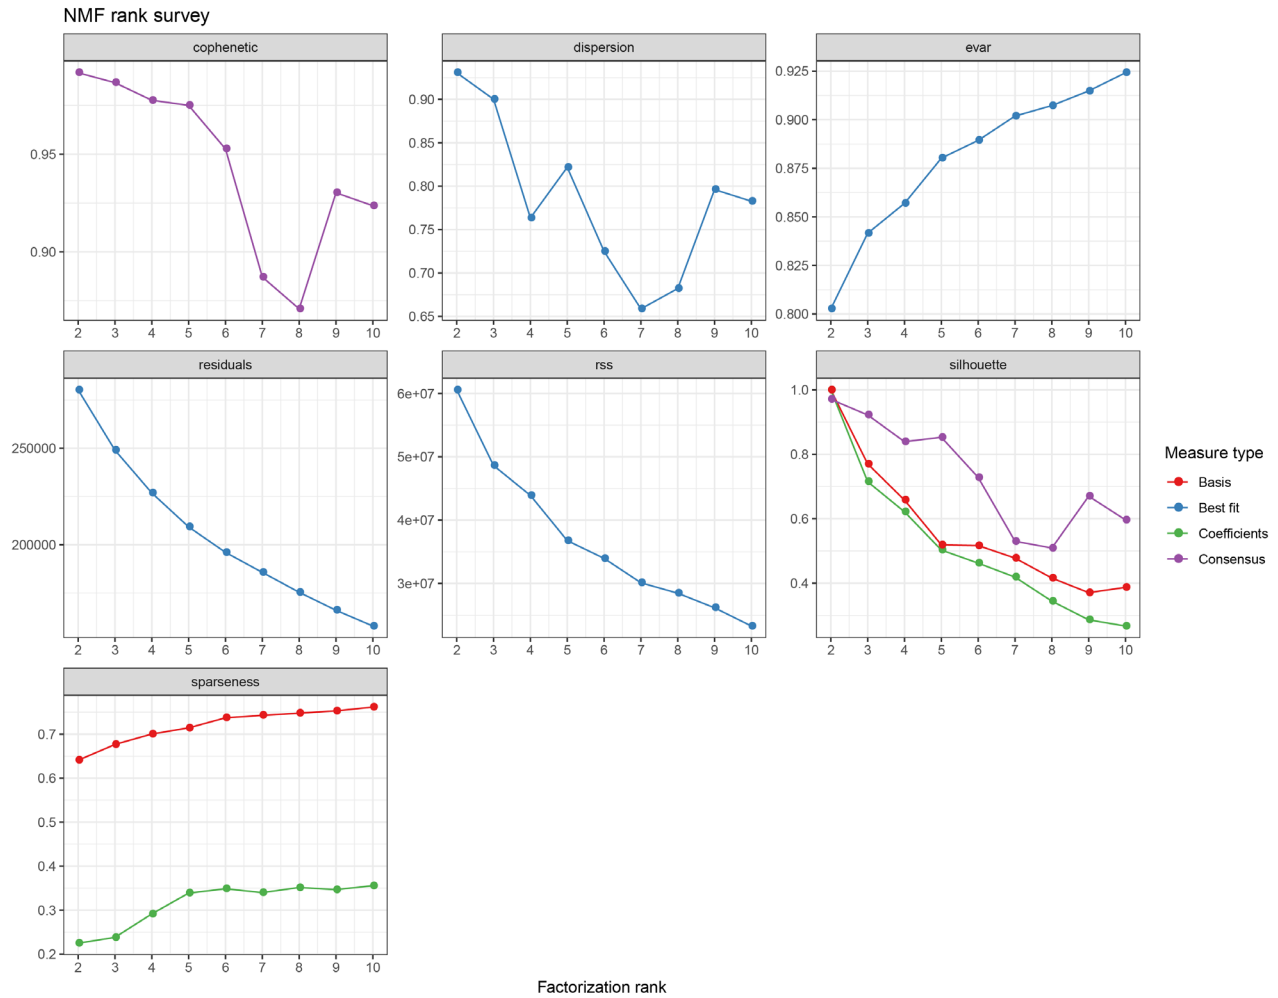 NMF rank survey
cophenetic
dispersion
evar
0.95
0.90
2 3 4 5 6 7 8 9 10
0.90
0.85
0.80
0.75
0.70
0.65
2 3 4 5 6 7 8 9 10
0.925
0.900
0.875
0.850
0.825
0.800
2 3 4 5 6 7 8 9 10
residuals
rss
silhouette
250000
200000
2 3 4 5 6 7 8 9 10
6e+07
5e+07
4e+07
3e+07
2 3 4 5 6 7 8 9 10
1.0
0.8
0.6
0.4
2 3 4 5 6 7 8 9 10
Measure type
Basis
Best fit
Coefficients
Consensus
sparseness
0.7
0.6
0.5
0.4
0.3
0.2
2 3 4 5 6 7 8 9 10
Factorization rank